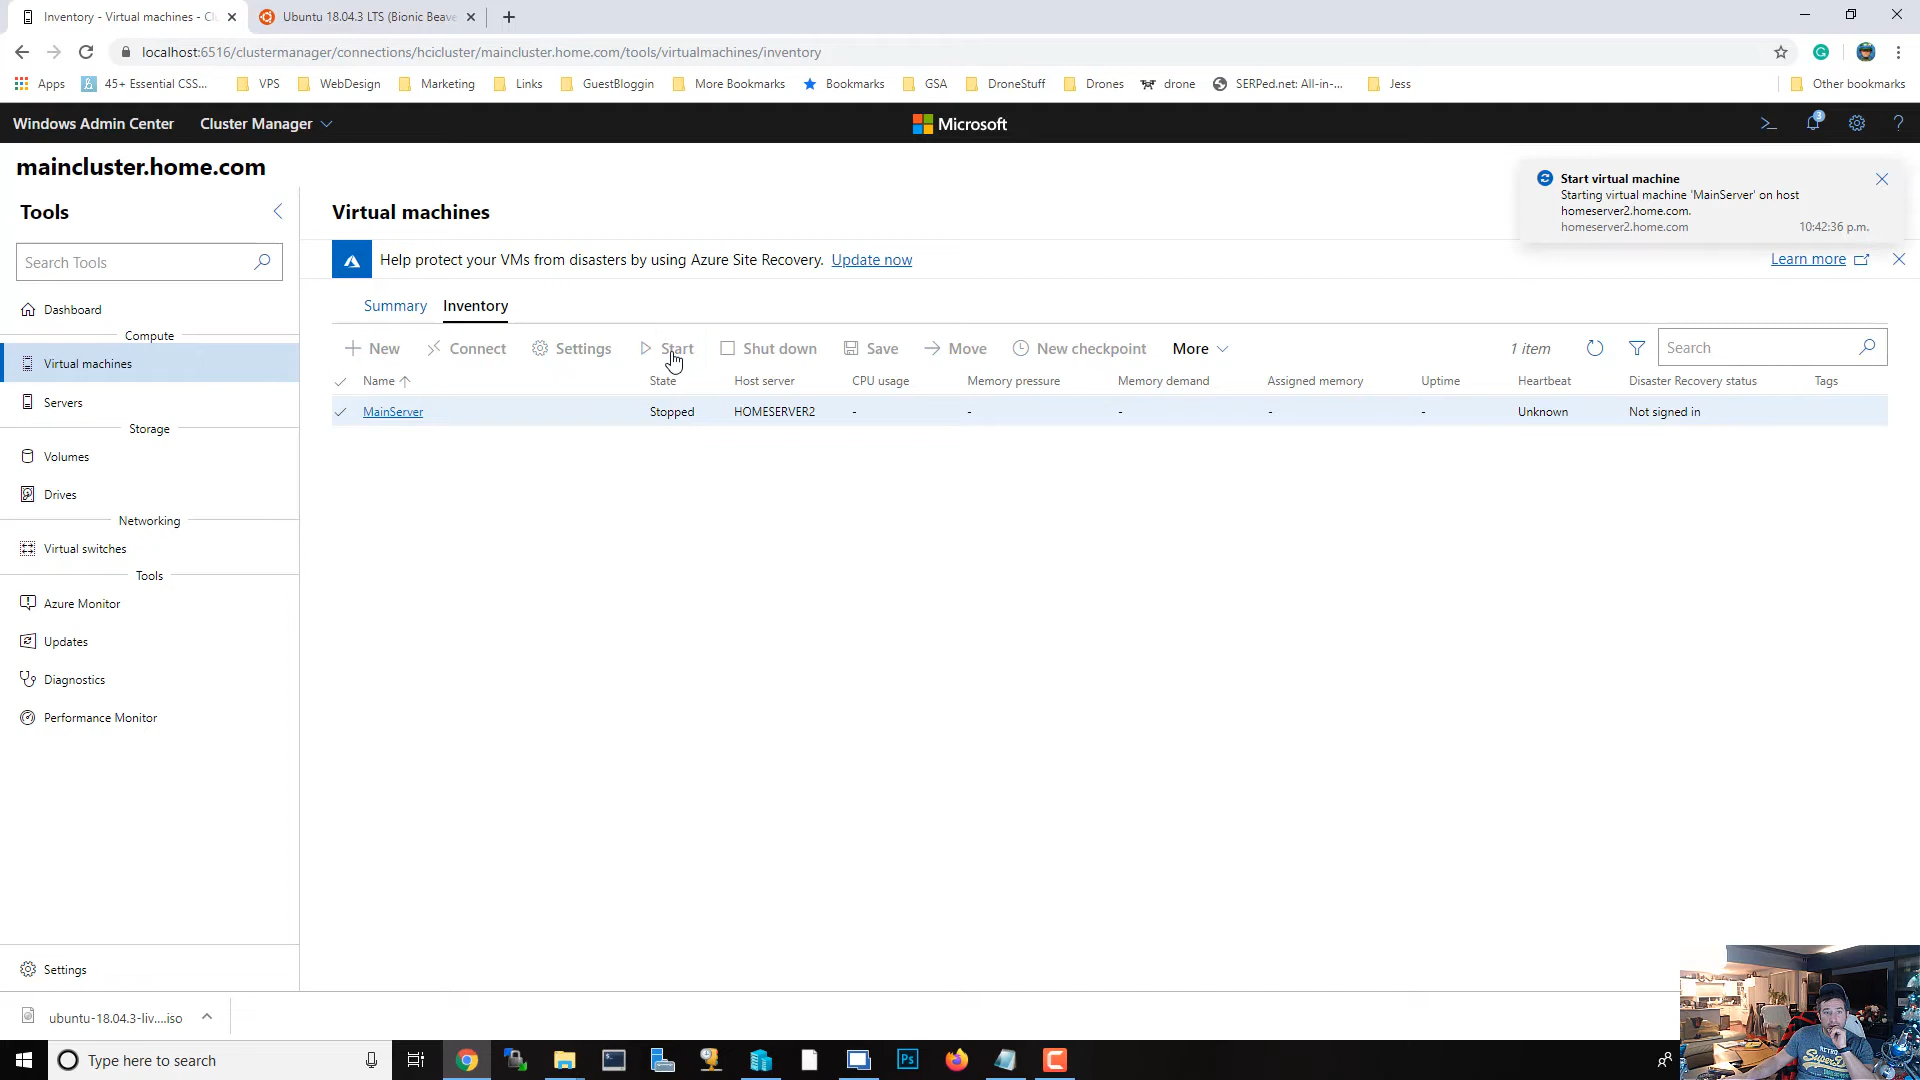 Inventory - Virtual machines - Cl
Ubuntu 18.04.3 LTS (Bionic Beave
localhost:6516/clustermanager/connections/hcicluster/maincluster.home.com/tools/virtualmachines/inventory
Apps
45+ Essential CSS...
VPS
WebDesign
Marketing
Links
GuestBloggin
More Bookmarks
Bookmarks
GSA
DroneStuff
Drones
drone
SERPed.net: All-in-...
Jess
Other bookmarks
Windows Admin Center
Cluster Manager
Microsoft
3
maincluster.home.com
Start virtual machine
Starting virtual machine 'MainServer' on host
homeserver2.home.com.
homeserver2.home.com
10:42:36 p.m.
Tools
Search Tools
Dashboard
Compute
Virtual machines
Servers
Storage
Volumes
Drives
Networking
Virtual switches
Tools
Azure Monitor
Updates
Diagnostics
Performance Monitor
Settings
Virtual machines
Help protect your VMs from disasters by using Azure Site Recovery. Update now
Learn more
Summary
Inventory
New
Connect
Settings
Start
Shut down
Save
Move
New checkpoint
More
1 item
Search
Name
State
Host server
CPU usage
Memory pressure
Memory demand
Assigned memory
Uptime
Heartbeat
Disaster Recovery status
Tags
MainServer
Stopped
HOMESERVER2
-
-
-
-
-
Unknown
Not signed in
ubuntu-18.04.3-liv....iso
Type here to search
Ps